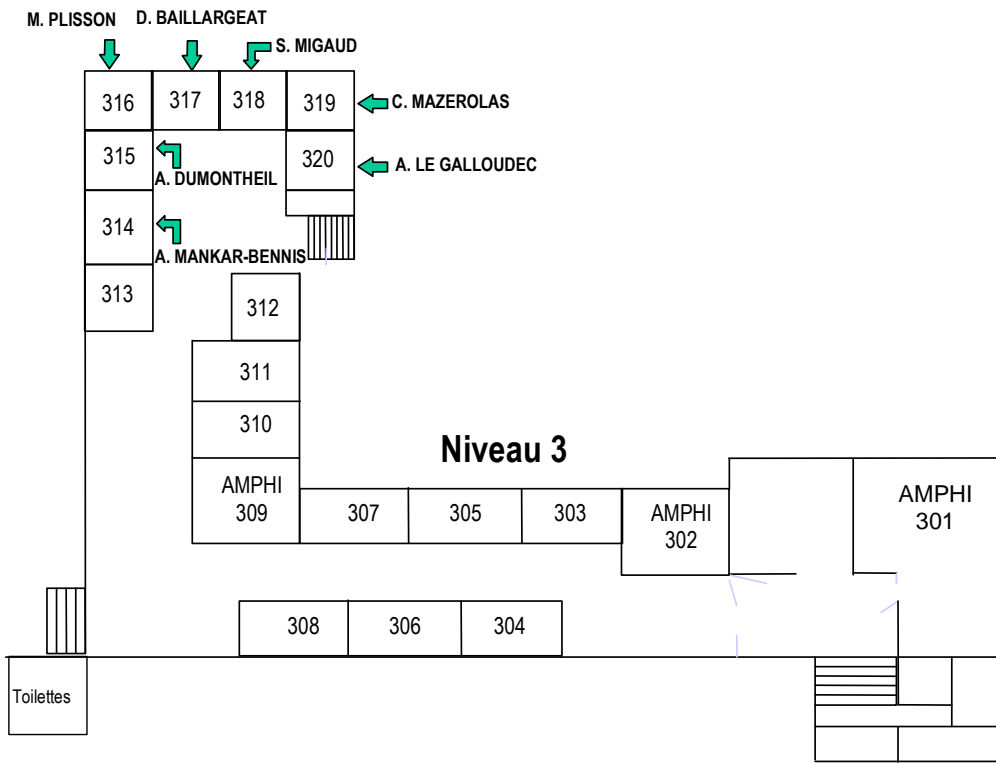 M. PLISSON D. BAILLARGEAT
S. MIGAUD
316 317 318 319 C. MAZEROLAS
315 320 A. LE GALLOUDEC
A. DUMONTHEIL
314
A. MANKAR-BENNIS
313 312
311
310
Niveau 3
AMPHI
309
307 305 303
AMPHI
302
AMPHI
301
308 306 304
Toilettes